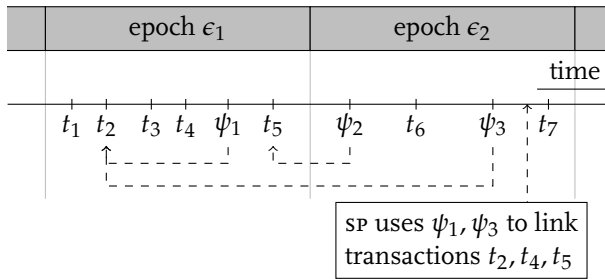 epoch ϵ₁ epoch ϵ₂
time
t₁ t₂ t₃ t₄ ψ₁ t₅ ψ₂ t₆ ψ₃ t₇
SP uses ψ₁, ψ₃ to link
transactions t₂, t₄, t₅